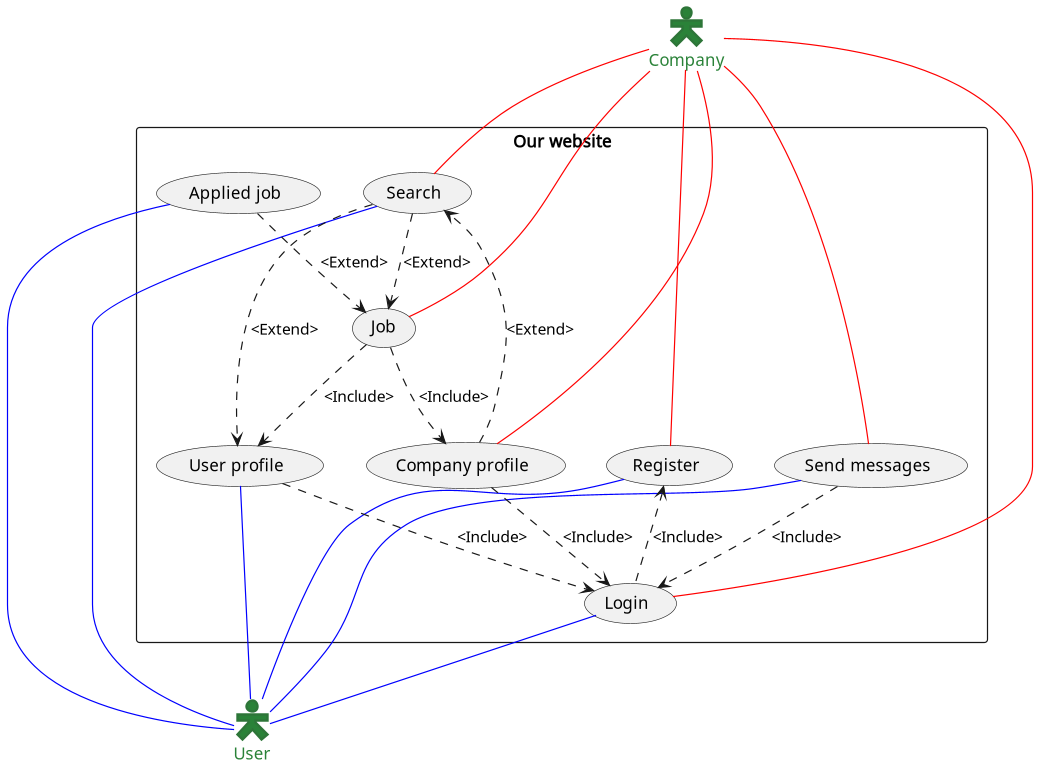 Company
Our website
Applied job
Search
<Extend>
<Extend>
Job
<Extend>
<Extend>
<Include>
<Include>
User profile
Company profile
Register
Send messages
<Include>
<Include>
<Include>
<Include>
Login
User